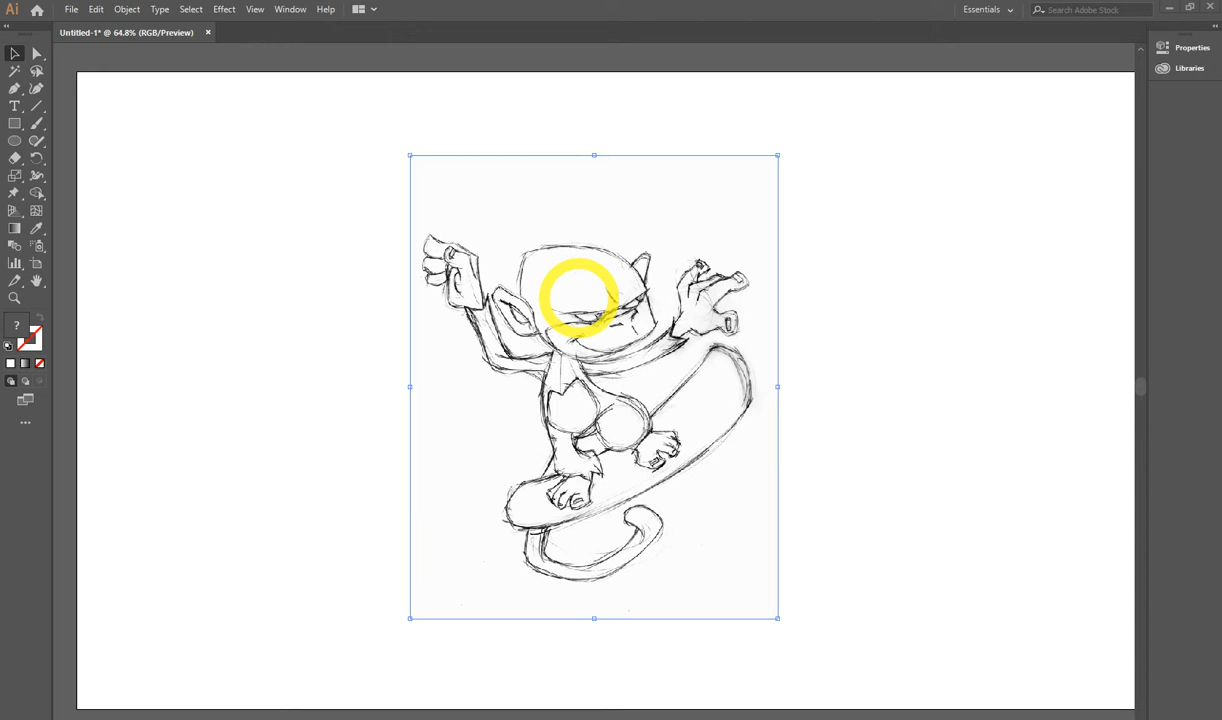 Ai File Edit Object Type Select Effect View Window Help Essentials Search Adobe Stock
Untitled-1* @ 64.8% (RGB/Preview) ×
Properties
Libraries
T
?